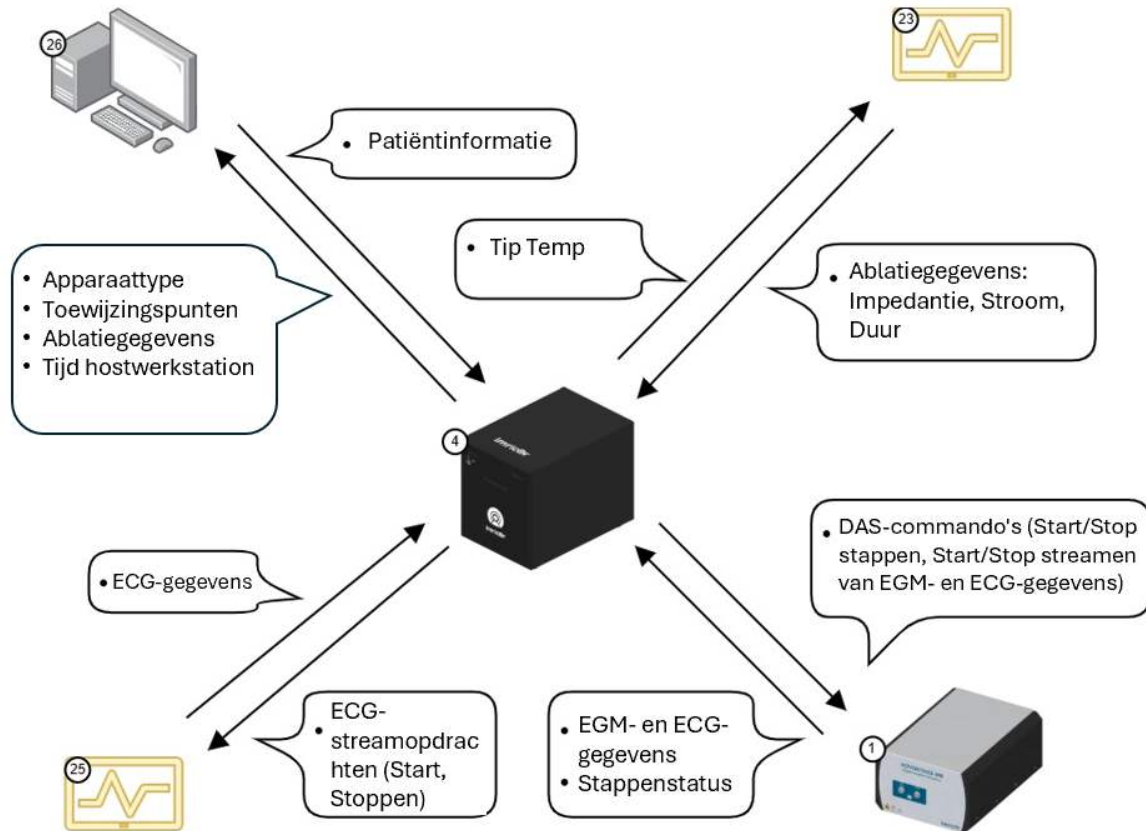 26
23
• Patiëntinformatie
• Tip Temp
• Apparaattype
• Toewijzingspunten
• Ablatiegegevens
• Tijd hostwerkstation
• Ablatiegegevens:
Impedantie, Stroom,
Duur
4
imricor
imricor
• DAS-commando's (Start/Stop
stappen, Start/Stop streamen
van EGM- en ECG-gegevens)
• ECG-gegevens
• ECG-
streamopdrac
hten (Start,
Stoppen)
• EGM- en ECG-
gegevens
• Stappenstatus
25
1